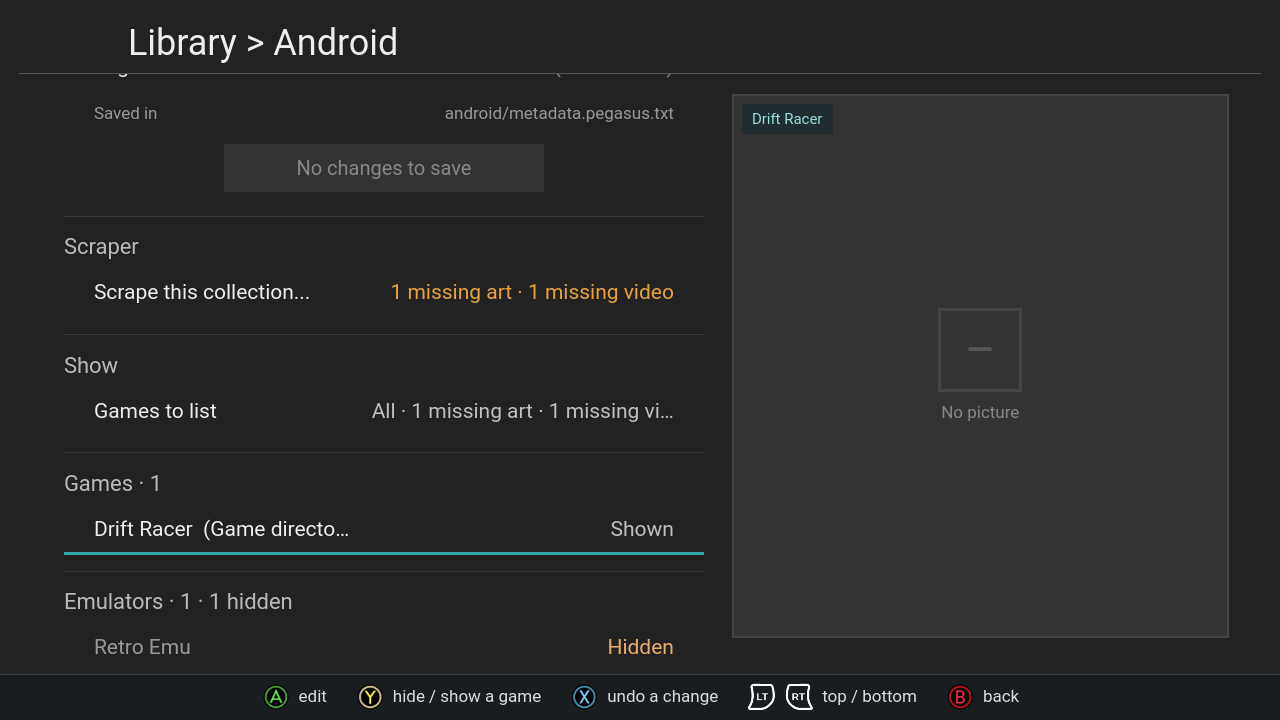 Library > Android
Saved in android/metadata.pegasus.txt
No changes to save
Scraper
Scrape this collection... 1 missing art · 1 missing video
Show
Games to list All · 1 missing art · 1 missing vi…
Games · 1
Drift Racer (Game directo… Shown
Emulators · 1 · 1 hidden
Retro Emu Hidden
Drift Racer
No picture
A edit Y hide / show a game X undo a change LT RT top / bottom B back